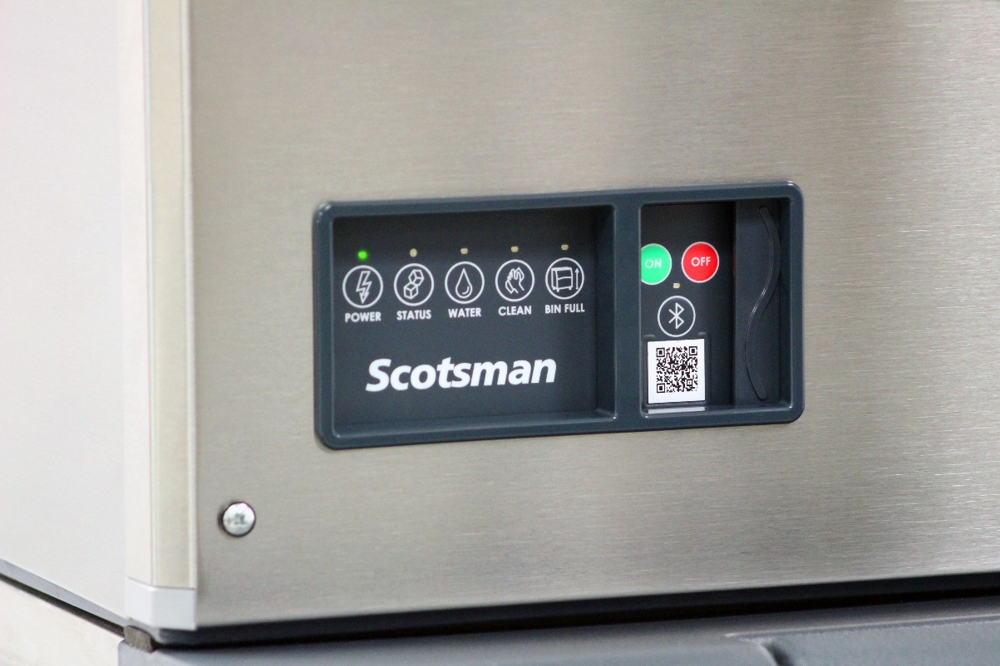 POWER STATUS WATER CLEAN BIN FULL
Scotsman
ON OFF